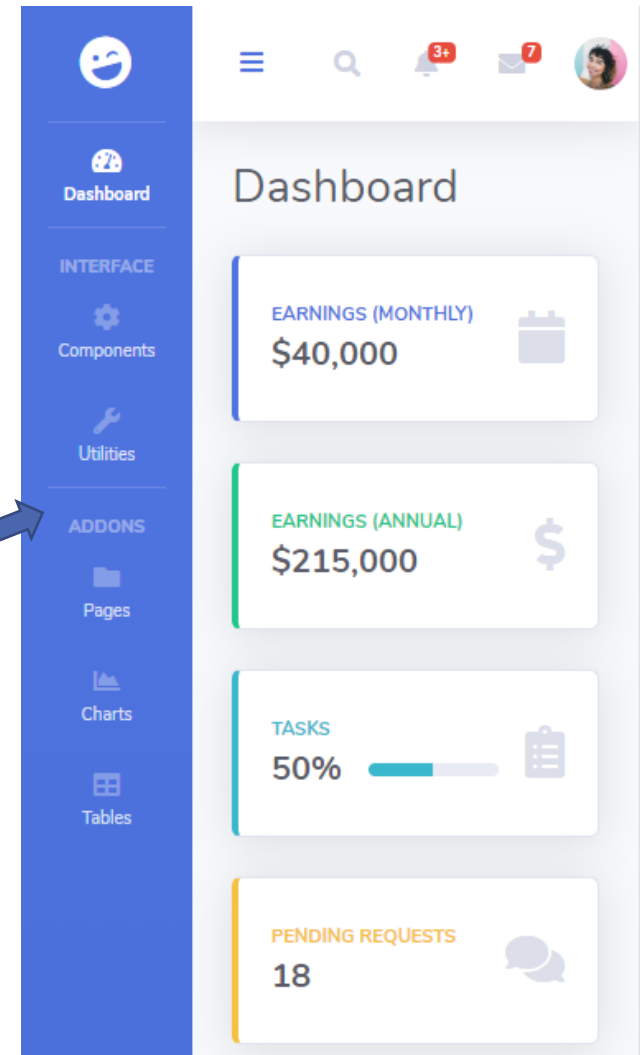 3+
7
Dashboard
INTERFACE
Components
Utilities
ADDONS
Pages
Charts
Tables
Dashboard
EARNINGS (MONTHLY)
$40,000
EARNINGS (ANNUAL)
$215,000
TASKS
50%
PENDING REQUESTS
18